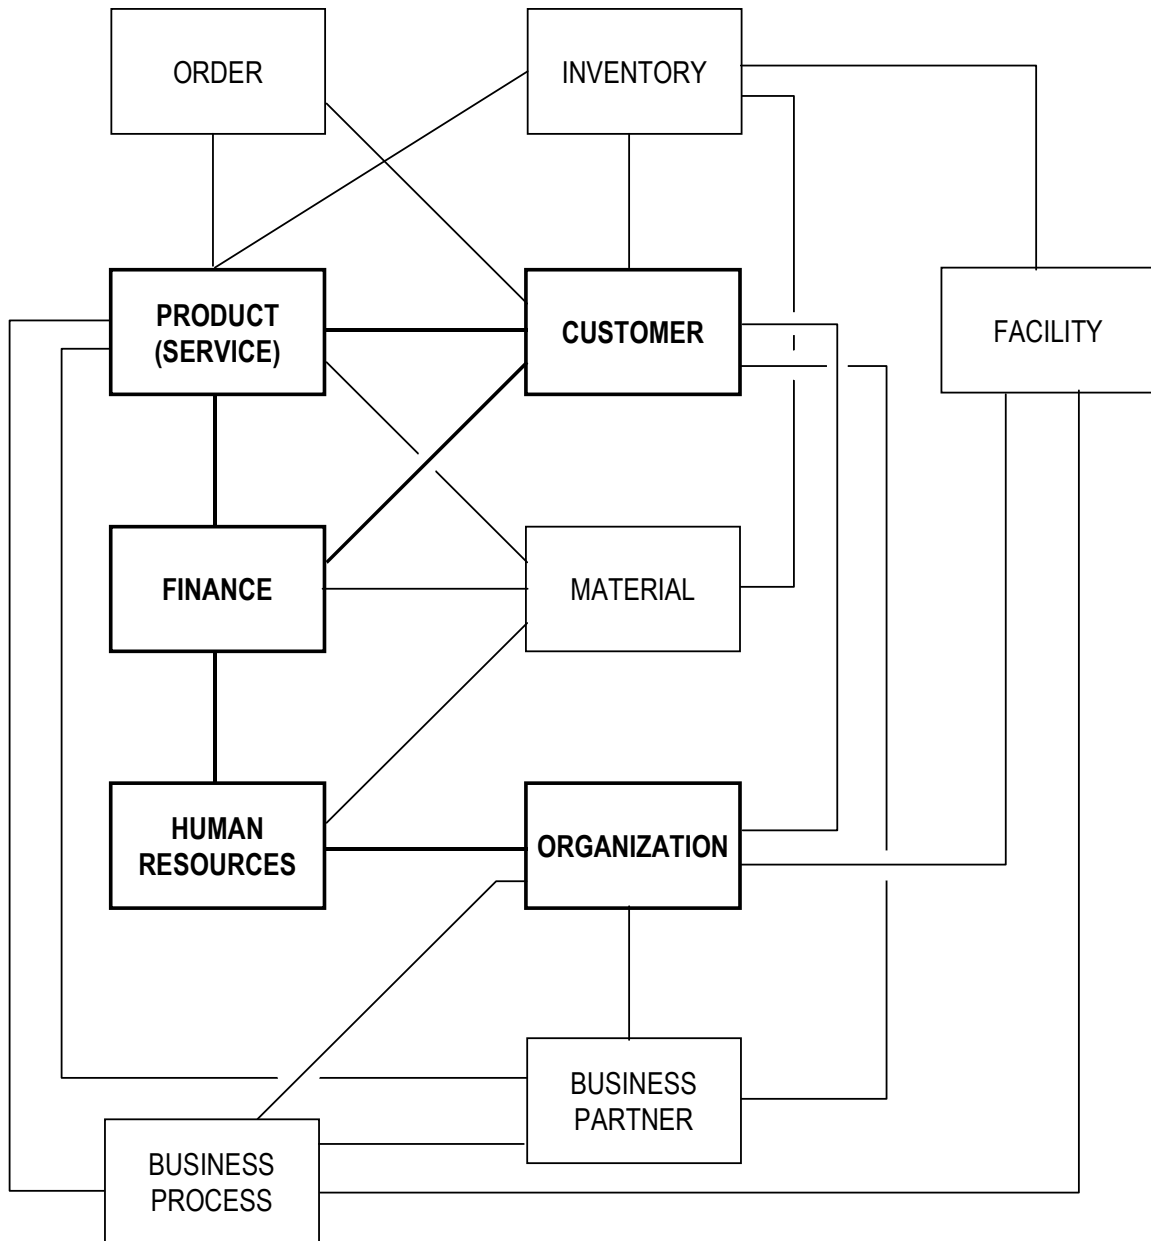 ORDER
INVENTORY
PRODUCT
(SERVICE)
CUSTOMER
FACILITY
FINANCE
MATERIAL
HUMAN
RESOURCES
ORGANIZATION
BUSINESS
PARTNER
BUSINESS
PROCESS